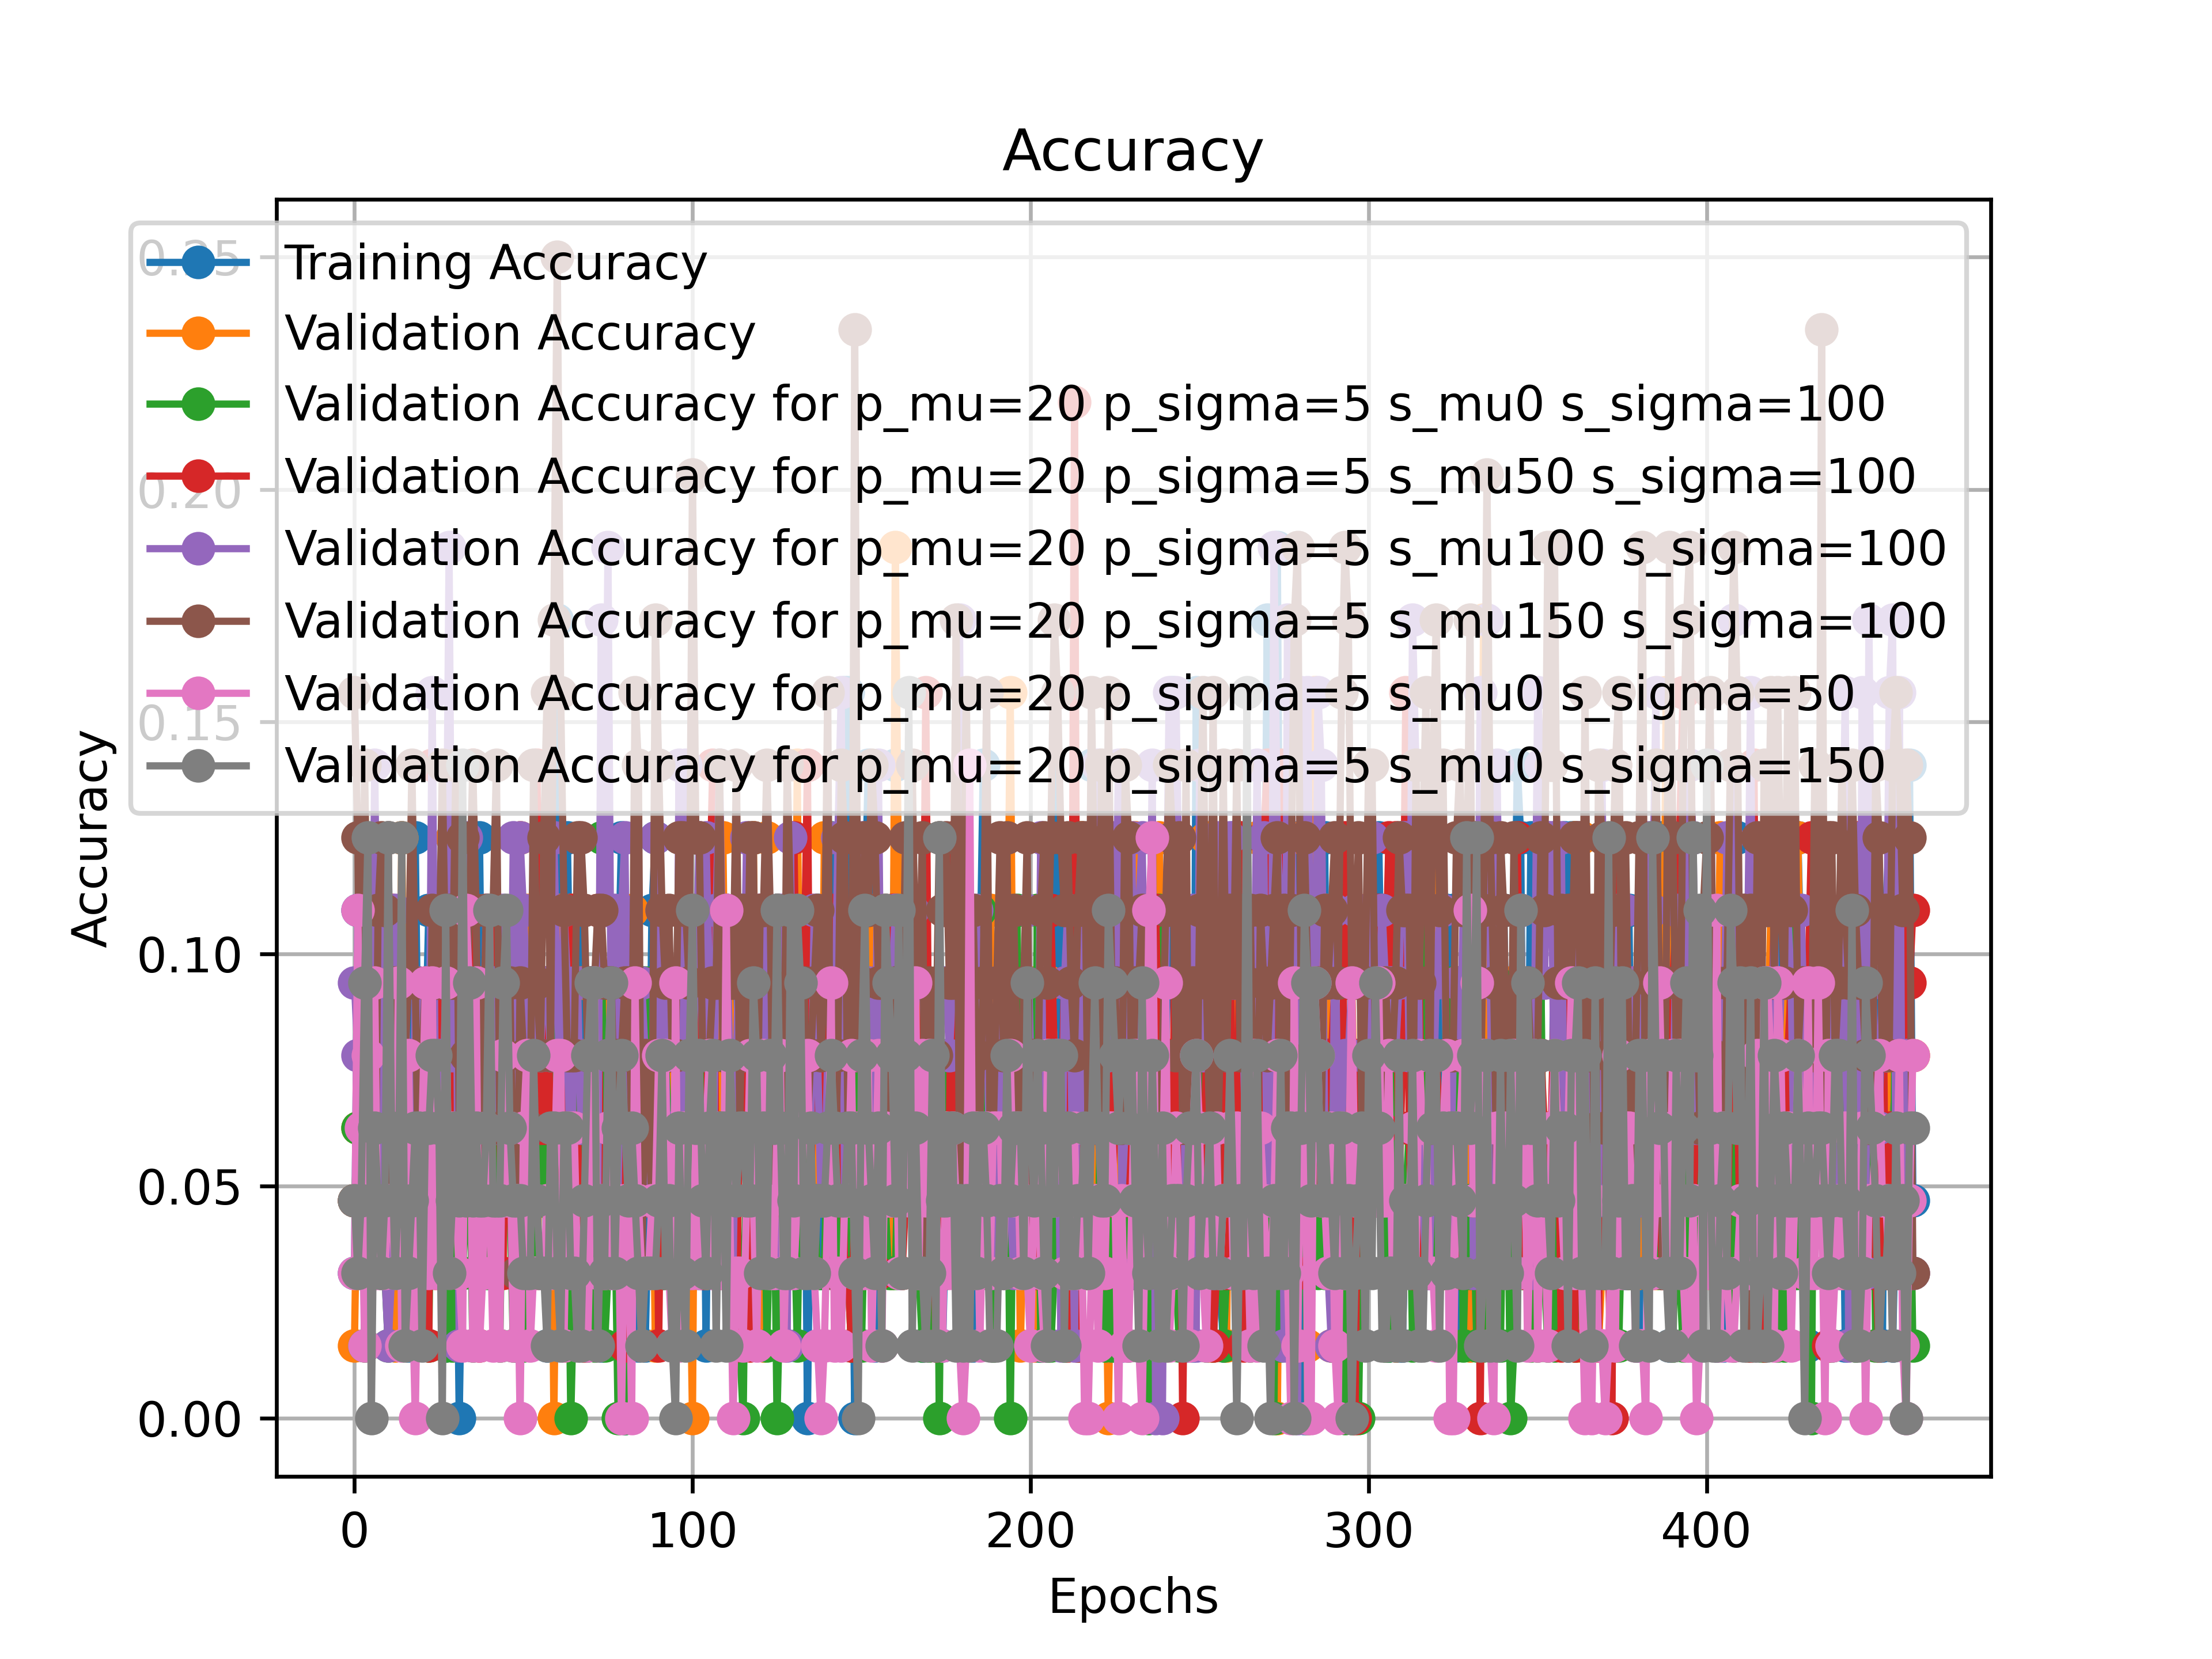 Accuracy
0.25
Training Accuracy
Validation Accuracy
Validation Accuracy for p_mu=20 p_sigma=5 s_mu0 s_sigma=100
0.20
Validation Accuracy for p_mu=20 p_sigma=5 s_mu50 s_sigma=100
Validation Accuracy for p_mu=20 p_sigma=5 s_mu100 s_sigma=100
Validation Accuracy for p_mu=20 p_sigma=5 s_mu150 s_sigma=100
Validation Accuracy for p_mu=20 p_sigma=5 s_mu0 s_sigma=50
0.15
Validation Accuracy for p_mu=20 p_sigma=5 s_mu0 s_sigma=150
Accuracy
0.10
0.05
0.00
0 100 200 300 400
Epochs